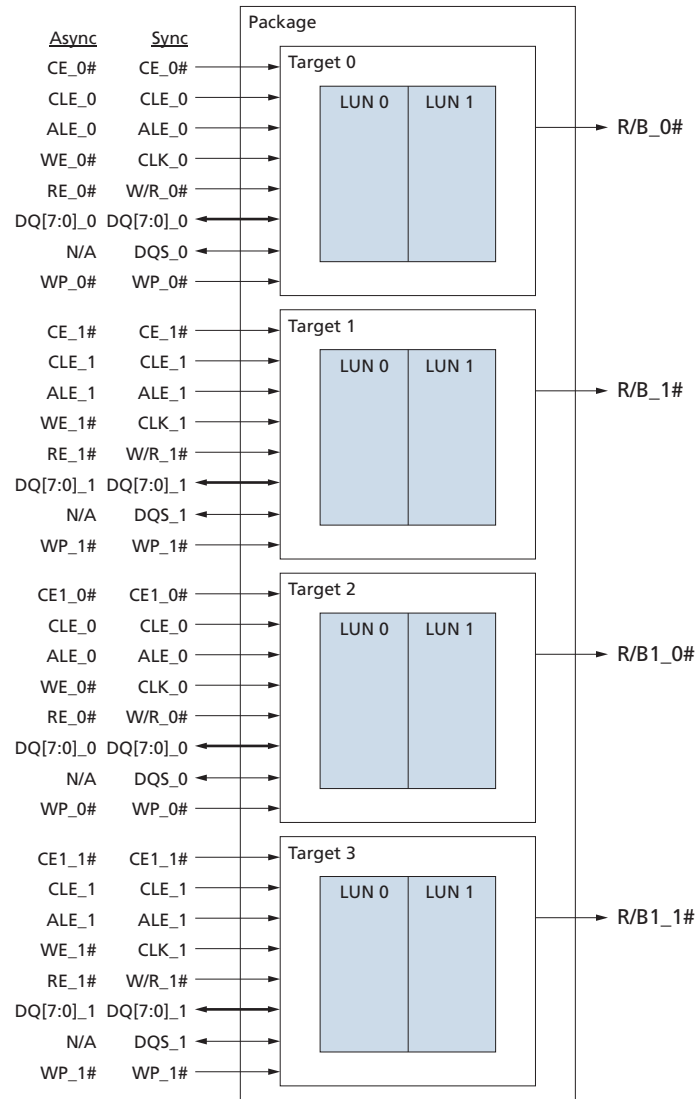 Package
Async Sync
Target 0
CE_0# CE_0#
CLE_0 CLE_0
LUN 0 LUN 1
ALE_0 ALE_0
R/B_0#
WE_0# CLK_0
RE_0# W/R_0#
DQ[7:0]_0 DQ[7:0]_0
N/A DQS_0
WP_0# WP_0#
Target 1
CE_1# CE_1#
CLE_1 CLE_1
LUN 0 LUN 1
ALE_1 ALE_1
R/B_1#
WE_1# CLK_1
RE_1# W/R_1#
DQ[7:0]_1 DQ[7:0]_1
N/A DQS_1
WP_1# WP_1#
Target 2
CE1_0# CE1_0#
CLE_0 CLE_0
LUN 0 LUN 1
ALE_0 ALE_0
R/B1_0#
WE_0# CLK_0
RE_0# W/R_0#
DQ[7:0]_0 DQ[7:0]_0
N/A DQS_0
WP_0# WP_0#
Target 3
CE1_1# CE1_1#
CLE_1 CLE_1
LUN 0 LUN 1
ALE_1 ALE_1
R/B1_1#
WE_1# CLK_1
RE_1# W/R_1#
DQ[7:0]_1 DQ[7:0]_1
N/A DQS_1
WP_1# WP_1#